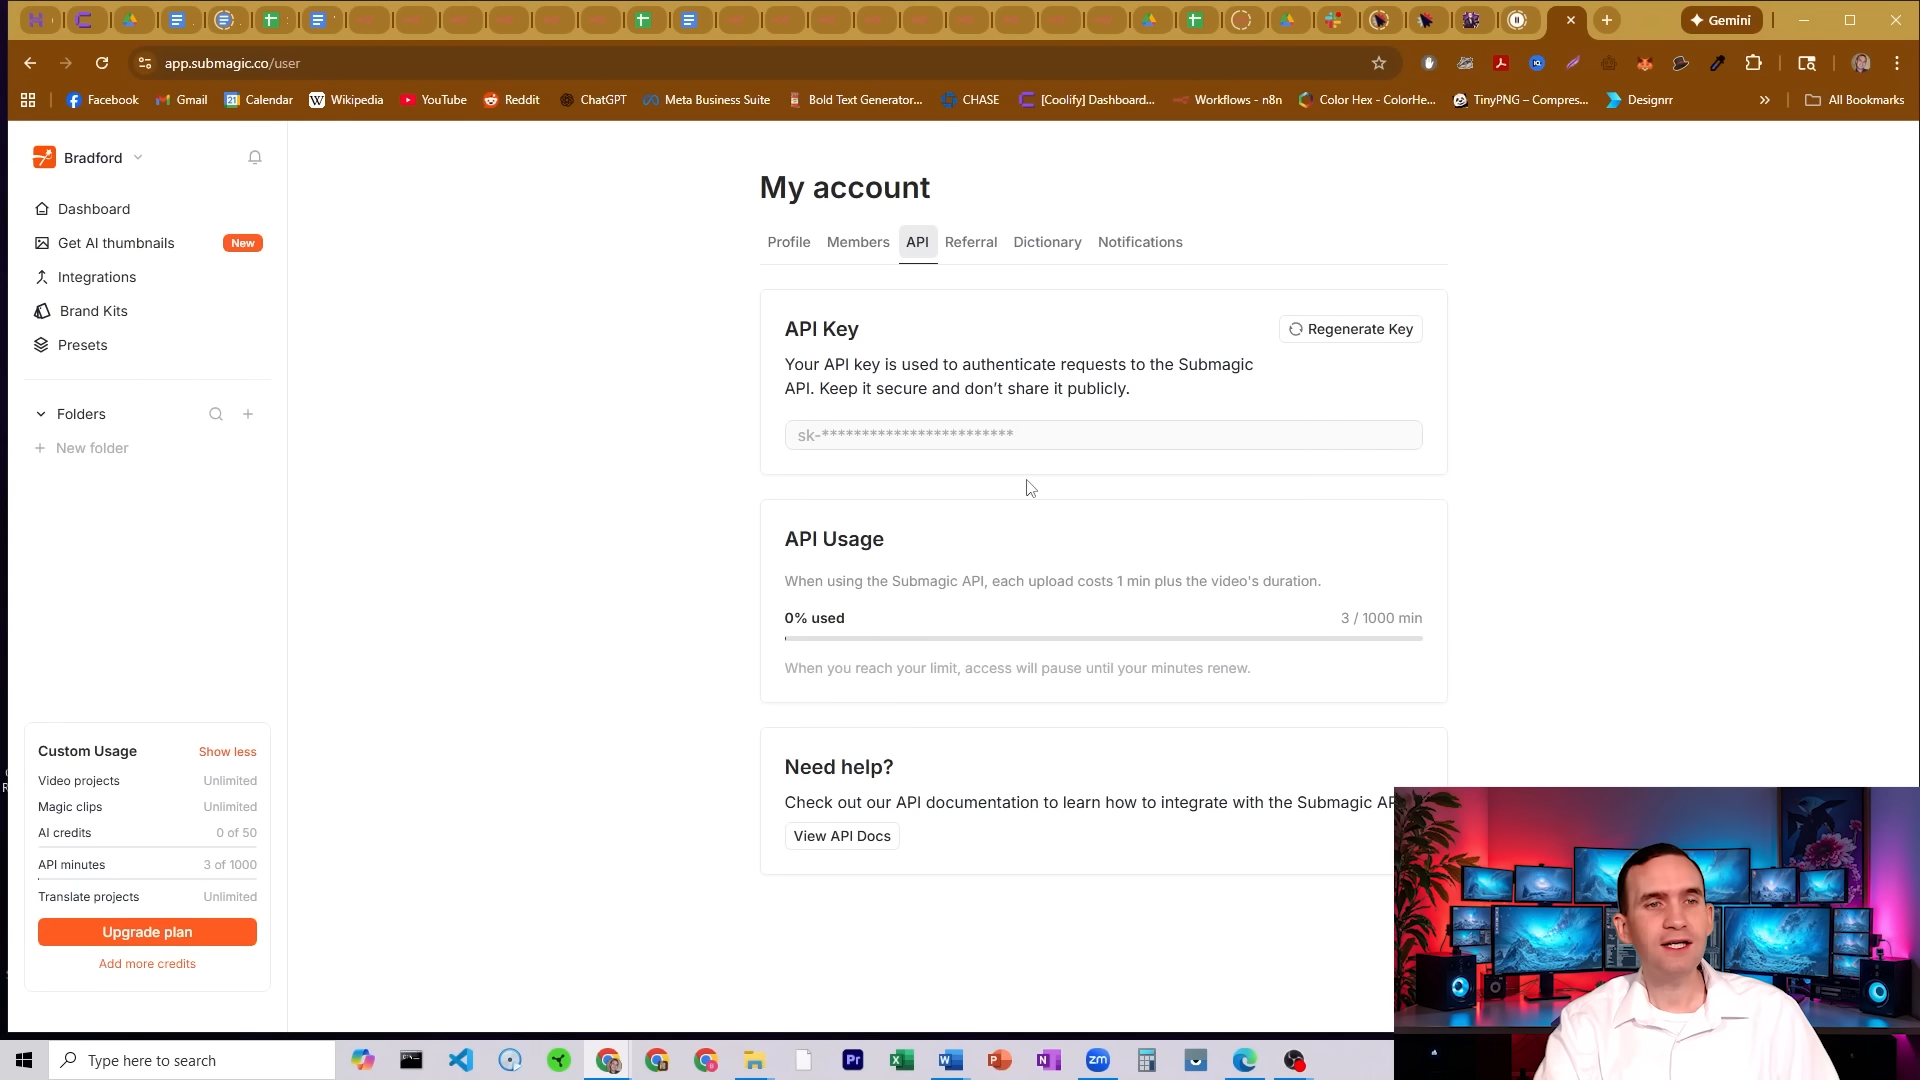 Gemini
app.submagic.co/user
Facebook
Gmail
Calendar
Wikipedia
YouTube
Reddit
ChatGPT
Meta Business Suite
Bold Text Generator...
CHASE
[Coolify] Dashboard...
Workflows - n8n
Color Hex - ColorHe...
TinyPNG – Compres...
Designrr
All Bookmarks
Bradford
Dashboard
Get AI thumbnails
New
Integrations
Brand Kits
Presets
Folders
New folder
Custom Usage
Show less
Video projects
Unlimited
Magic clips
Unlimited
AI credits
0 of 50
API minutes
3 of 1000
Translate projects
Unlimited
Upgrade plan
Add more credits
My account
Profile
Members
API
Referral
Dictionary
Notifications
API Key
Regenerate Key
Your API key is used to authenticate requests to the Submagic
API. Keep it secure and don’t share it publicly.
sk-************************
API Usage
When using the Submagic API, each upload costs 1 min plus the video's duration.
0% used
3 / 1000 min
When you reach your limit, access will pause until your minutes renew.
Need help?
Check out our API documentation to learn how to integrate with the Submagic AP
View API Docs
Type here to search